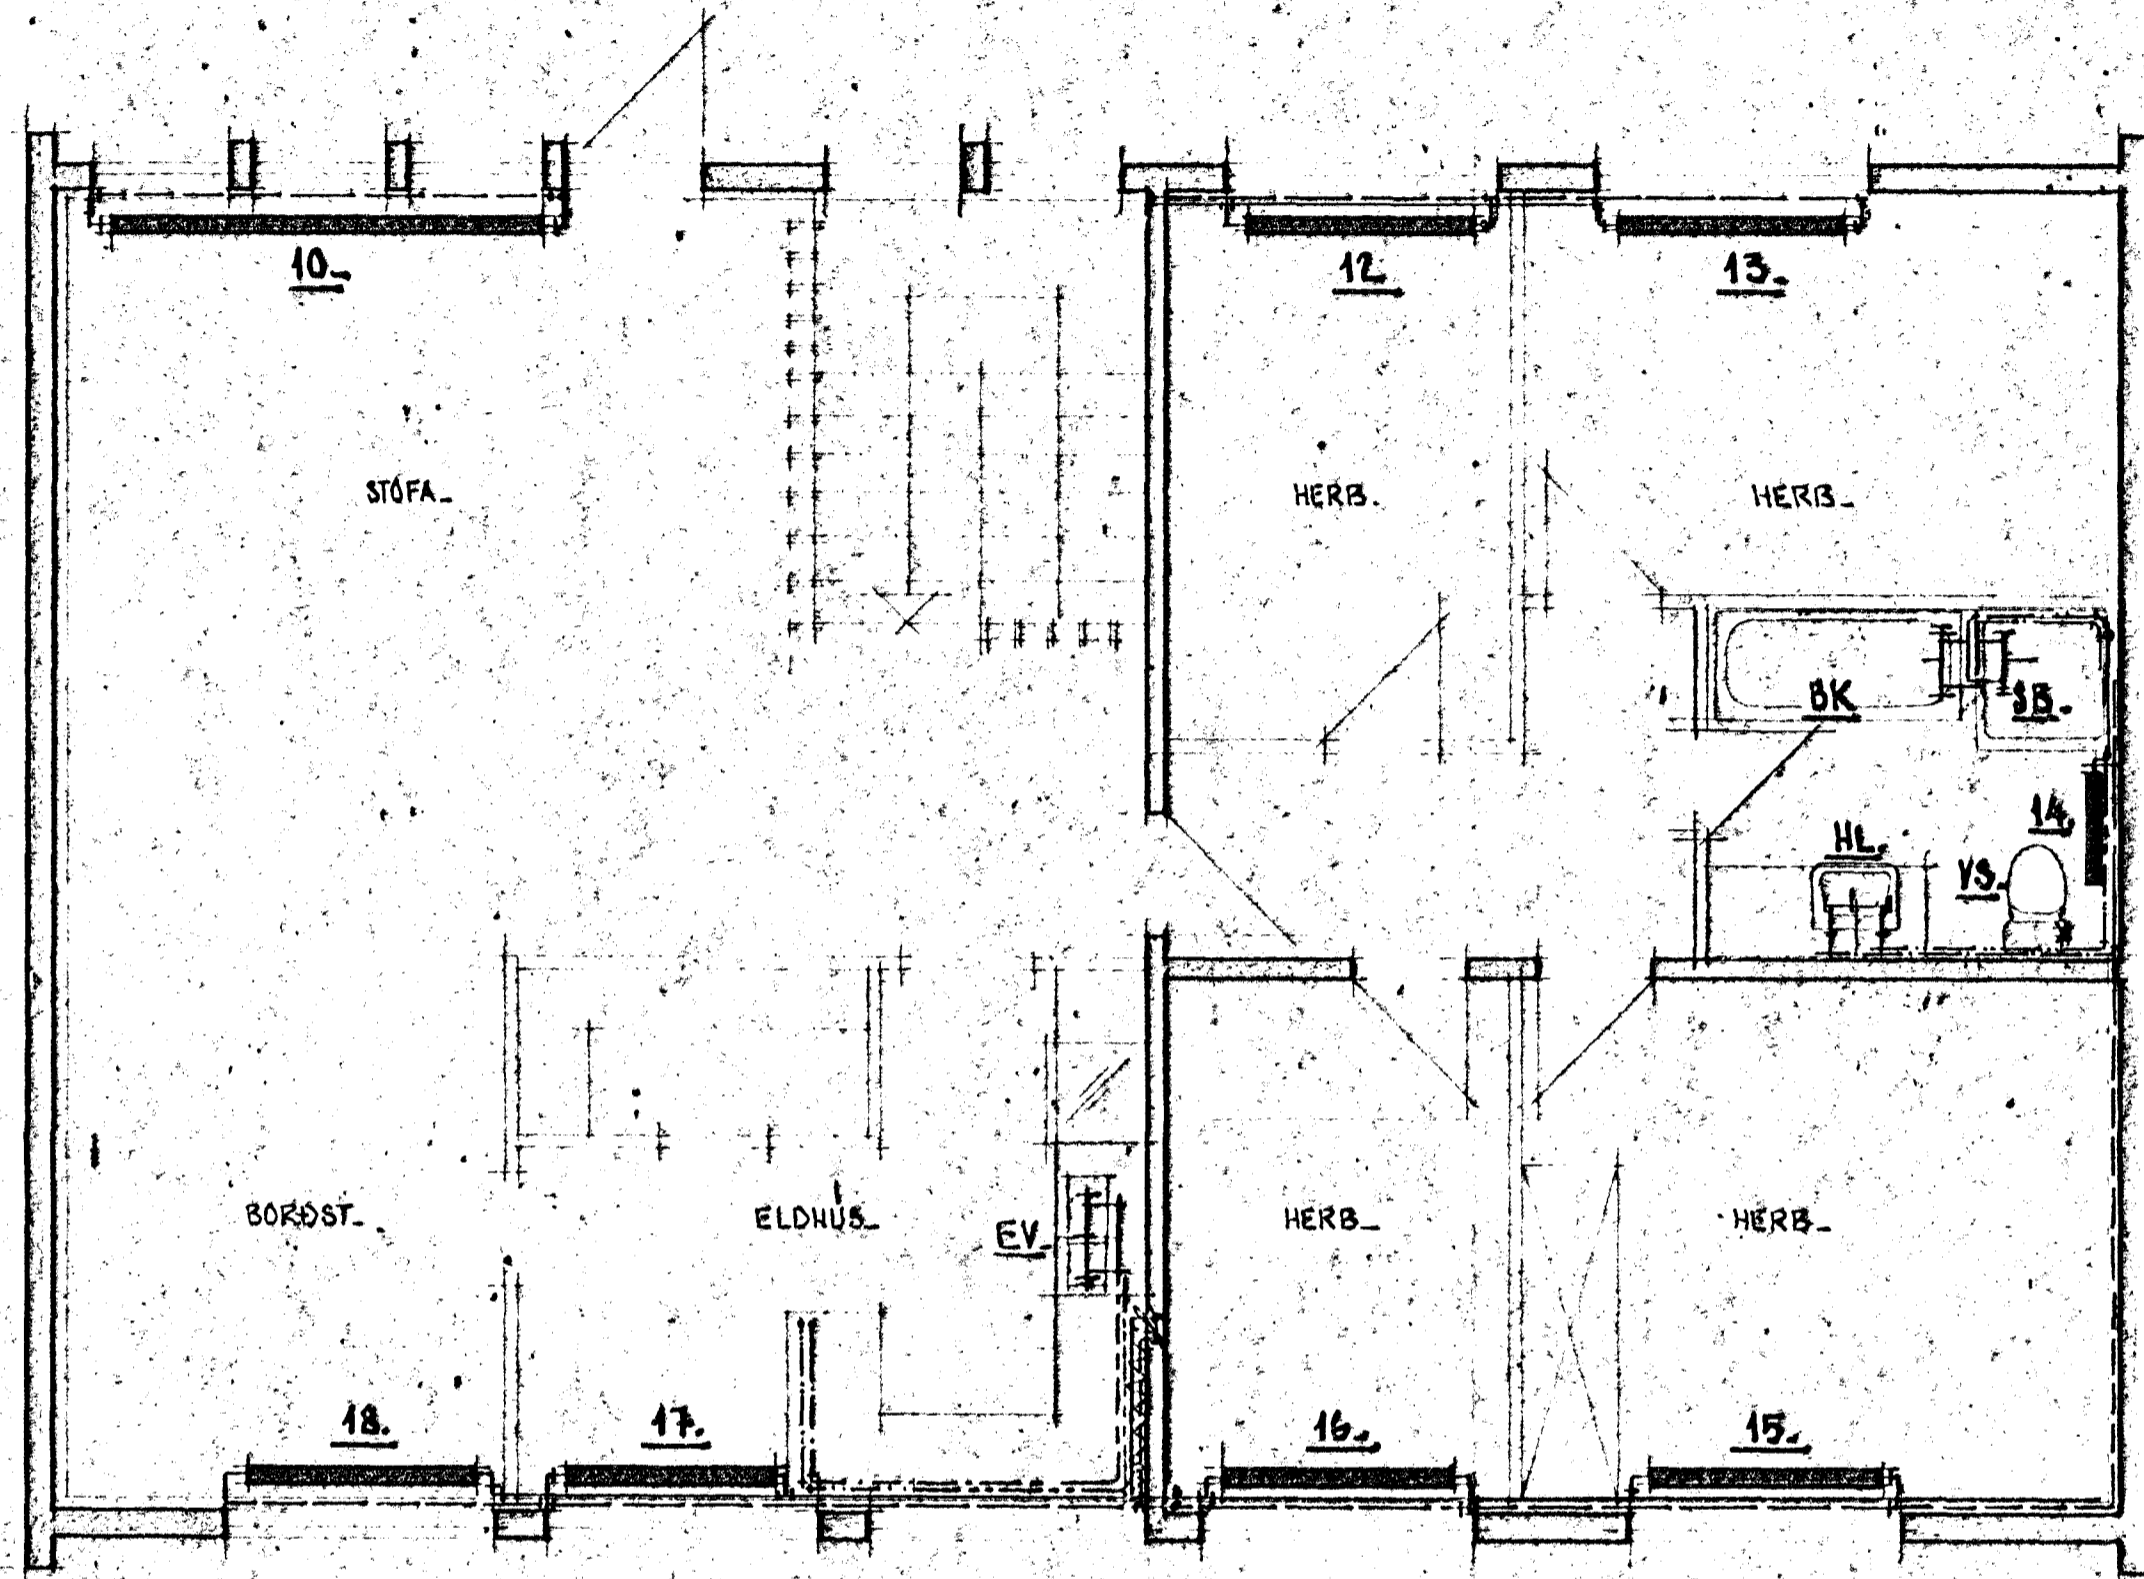 10.
12
13.
STOFA.
HERB.
HERB.
BK
SB.
14.
HL.
VS.
BORÐST.
ELDHÚS.
EV.
HERB.
HERB.
18.
17.
16.
15.